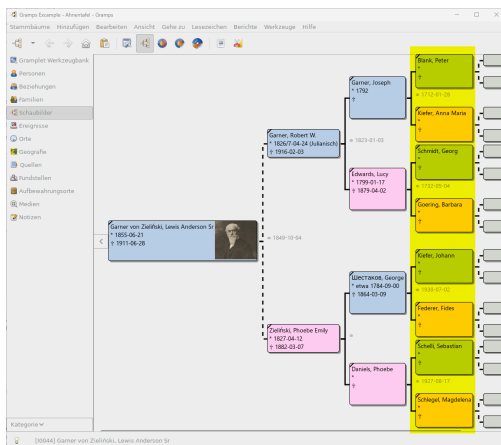 Gramps Example - Ahnentafel - Gramps
Stammbäume Hinzufügen Bearbeiten Ansicht Gehe zu Lesezeichen Berichte Werkzeuge Hilfe
Gramplet Werkzeugbank
Personen
Beziehungen
Familien
Schaubilder
Ereignisse
Orte
Geografie
Quellen
Fundstellen
Aufbewahrungsorte
Medien
Notizen
Kategorie
Garner von Zieliński, Lewis Anderson Sr
* 1855-06-21
† 1911-06-28
= 1849-10-04
Garner, Robert W.
* 1826/7-04-24 (Julianisch)
† 1916-02-03
Zieliński, Phoebe Emily
* 1827-04-12
† 1882-03-07
Garner, Joseph
* 1792
†
= 1823-01-03
Edwards, Lucy
* 1799-01-17
† 1879-04-02
Шестаков, George
* etwa 1784-09-00
† 1864-03-09
=
Daniels, Phoebe
*
†
Blank, Peter
*
†
= 1712-01-28
Kiefer, Anna Maria
*
†
Schmidt, Georg
*
†
= 1732-05-04
Goering, Barbara
*
†
Kiefer, Johann
*
†
= 1930-07-02
Federer, Fides
*
†
Schelli, Sebastian
*
†
= 1927-08-17
Schlegel, Magdelena
*
†
[I0044] Garner von Zieliński, Lewis Anderson Sr